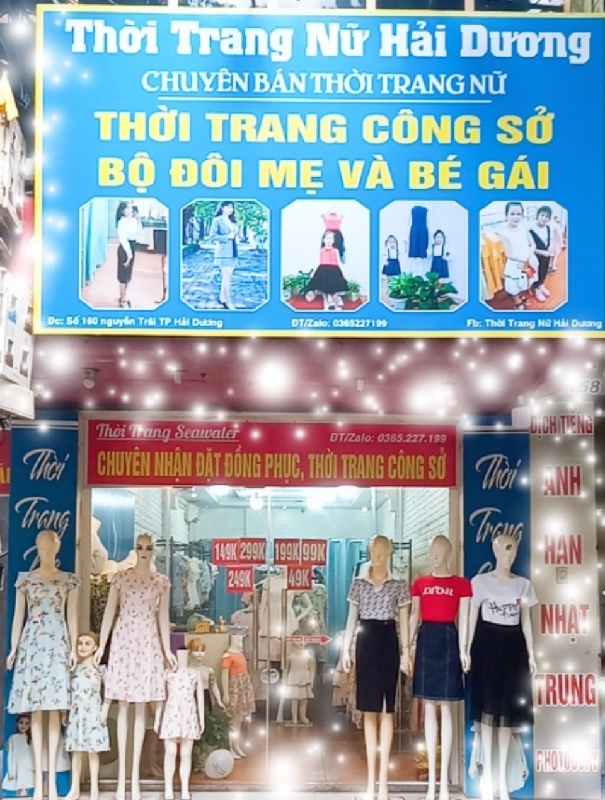 Thời Trang Nữ Hải Dương
CHUYÊN BÁN THỜI TRANG NỮ
THỜI TRANG CÔNG SỞ
BỘ ĐÔI MẸ VÀ BÉ GÁI
Đc: Số 160 nguyễn Trãi TP Hải Dương
ĐT/Zalo: 0365227199
Fb: Thời Trang Nữ Hải Dương
Thời Trang Seawater
ĐT/Zalo: 0365.227.199
CHUYÊN NHẬN ĐẶT ĐỒNG PHỤC, THỜI TRANG CÔNG SỞ
149K 299K 199K 99K
249K 49K
Thời
Trang
Thời
Trang
DỊCH TIẾNG
ANH
HÀN
NHẬT
TRUNG
PHOTOCOPY